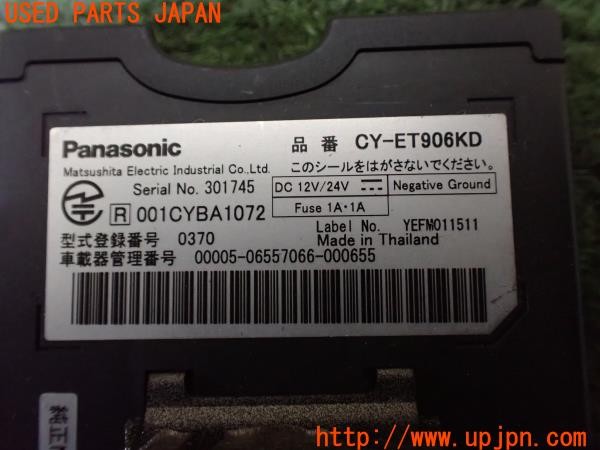 USED PARTS JAPAN
Panasonic
品番 CY-ET906KD
Matsushita Electric Industrial Co.,Ltd.
このシールをはがさないでください。
Serial No. 301745
DC 12V/24V
Negative Ground
Fuse 1A・1A
R 001CYBA1072
Label No. YEFM011511
型式登録番号 0370
Made in Thailand
車載器管理番号 00005-06557066-000655
純正
http://www.upjpn.com